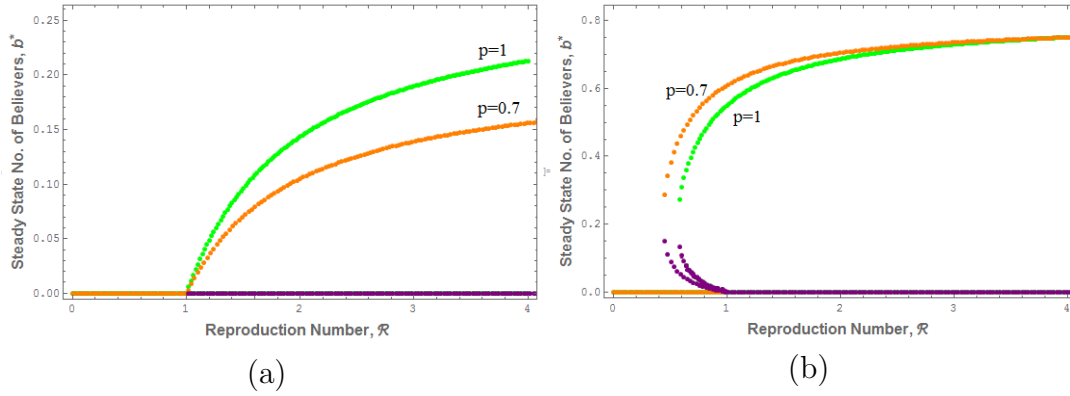 Steady State No. of Believers, b*
0.25
0.20
0.15
0.10
0.05
0.00
p=1
p=0.7
0
1
2
3
4
Reproduction Number, ℛ
(a)
Steady State No. of Believers, b*
0.8
0.6
0.4
0.2
0.0
p=0.7
p=1
0
1
2
3
4
Reproduction Number, ℛ
(b)